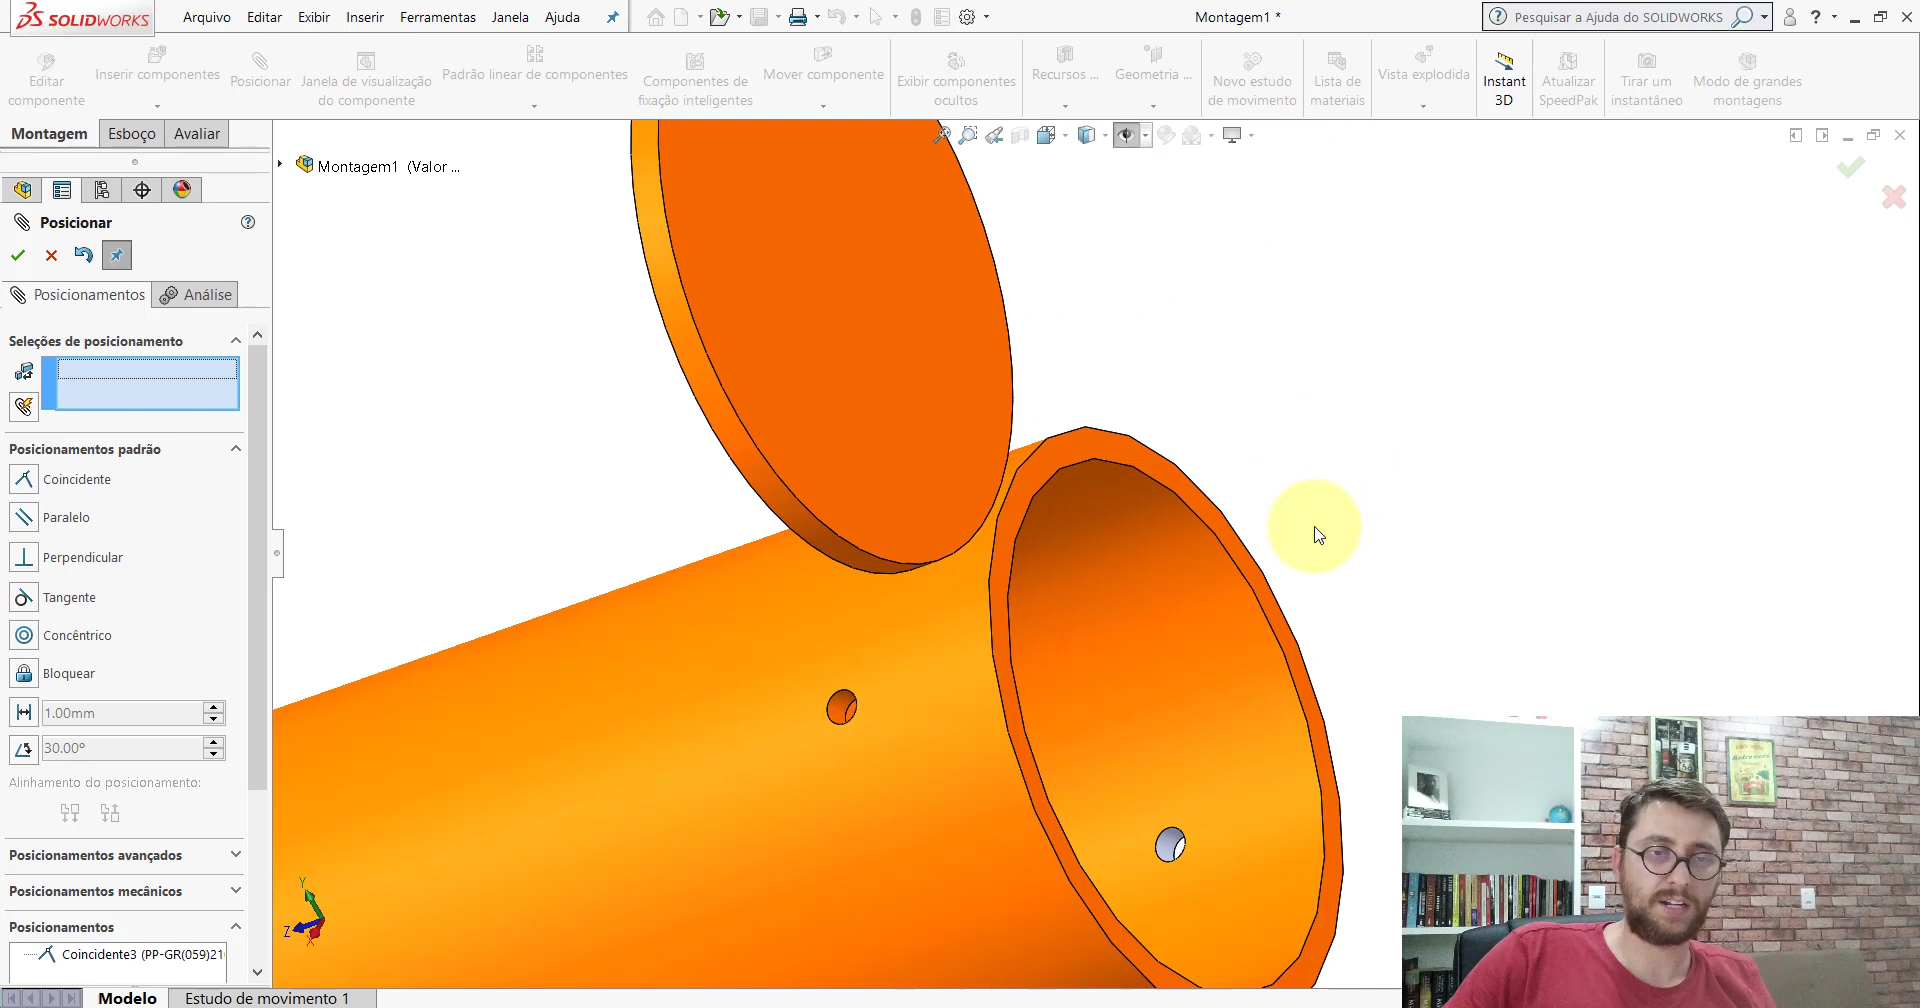 SOLIDWORKS
Arquivo Editar Exibir Inserir Ferramentas Janela Ajuda
Montagem1 *
Pesquisar a Ajuda do SOLIDWORKS
Editar componente
Inserir componentes
Posicionar
Janela de visualização do componente
Padrão linear de componentes
Componentes de fixação inteligentes
Mover componente
Exibir componentes ocultos
Recursos ...
Geometria ...
Novo estudo de movimento
Lista de materiais
Vista explodida
Instant 3D
Atualizar SpeedPak
Tirar um instantâneo
Modo de grandes montagens
Montagem Esboço Avaliar
Montagem1 (Valor ...
Posicionar
Posicionamentos Análise
Seleções de posicionamento
Posicionamentos padrão
Coincidente
Paralelo
Perpendicular
Tangente
Concêntrico
Bloquear
1.00mm
30.00°
Alinhamento do posicionamento:
Posicionamentos avançados
Posicionamentos mecânicos
Posicionamentos
Coincidente3 (PP-GR(059)21
Y
Z
X
Modelo Estudo de movimento 1